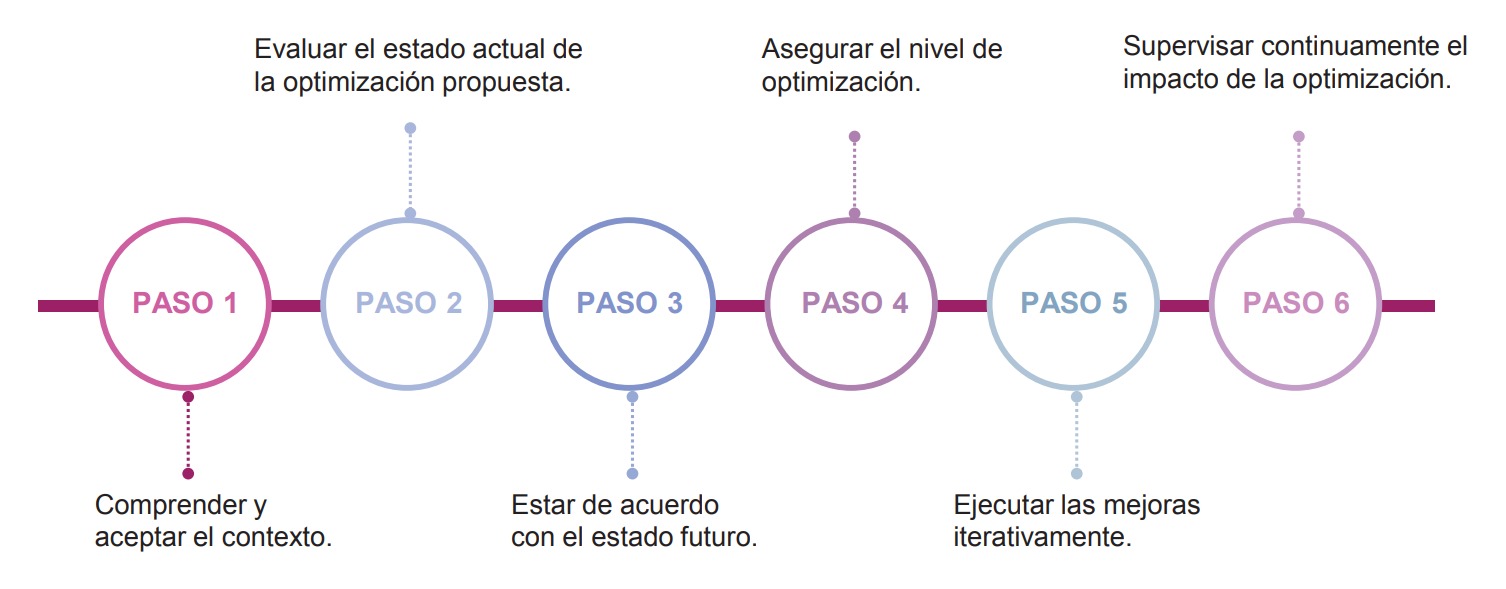 Evaluar el estado actual de
la optimización propuesta.
Asegurar el nivel de
optimización.
Supervisar continuamente el
impacto de la optimización.
PASO 1
PASO 2
PASO 3
PASO 4
PASO 5
PASO 6
Comprender y
aceptar el contexto.
Estar de acuerdo
con el estado futuro.
Ejecutar las mejoras
iterativamente.